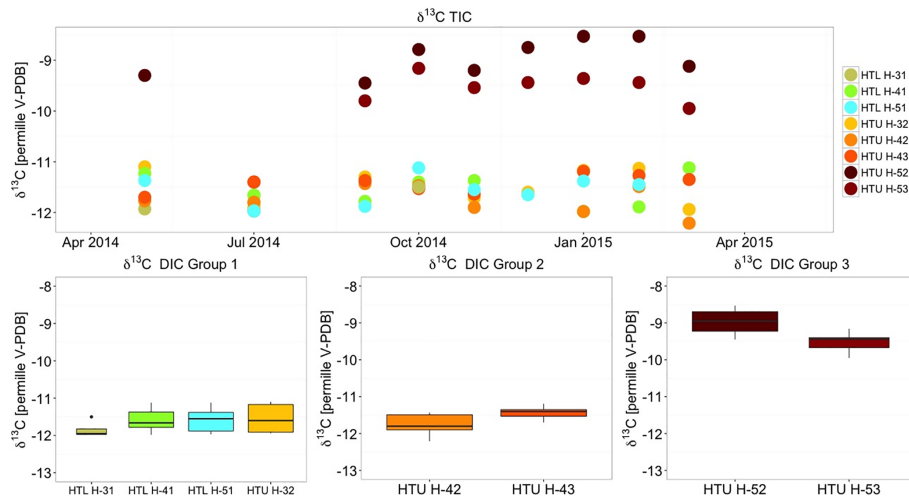 δ13C TIC
δ13C [permille V-PDB]
-9
-10
-11
-12
Apr 2014 Jul 2014 Oct 2014 Jan 2015 Apr 2015
HTL H-31
HTL H-41
HTL H-51
HTU H-32
HTU H-42
HTU H-43
HTU H-52
HTU H-53
δ13C DIC Group 1
δ13C [permille V-PDB]
-8
-9
-10
-11
-12
-13
HTL H-31 HTL H-41 HTL H-51 HTU H-32
δ13C DIC Group 2
δ13C [permille V-PDB]
-8
-9
-10
-11
-12
-13
HTU H-42 HTU H-43
δ13C DIC Group 3
δ13C [permille V-PDB]
-8
-9
-10
-11
-12
-13
HTU H-52 HTU H-53